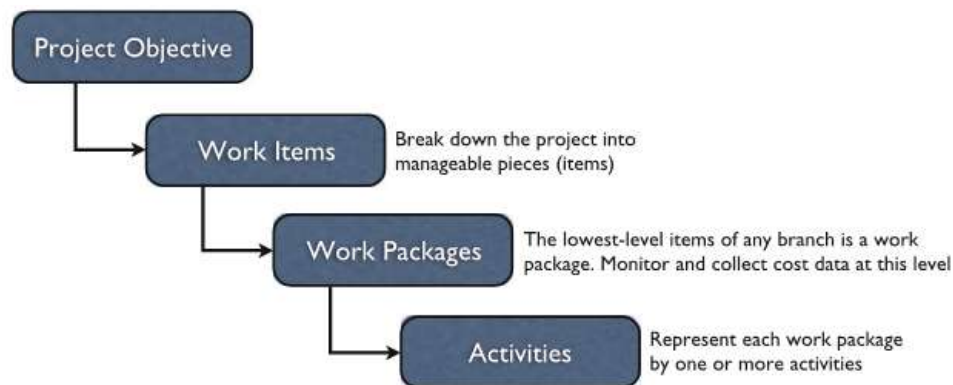 Project Objective
Work Items
Break down the project into
manageable pieces (items)
Work Packages
The lowest-level items of any branch is a work
package. Monitor and collect cost data at this level
Activities
Represent each work package
by one or more activities